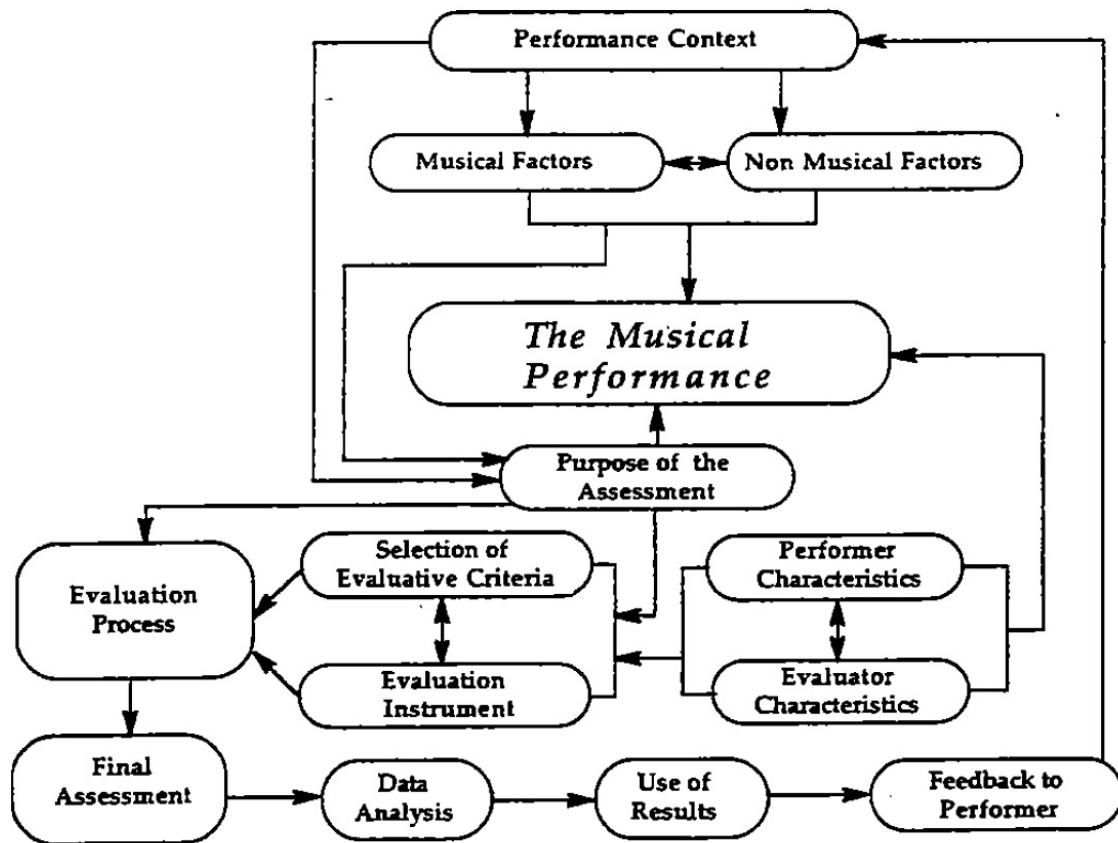 Performance Context
Musical Factors
Non Musical Factors
The Musical
Performance
Purpose of the
Assessment
Evaluation
Process
Selection of
Evaluative Criteria
Performer
Characteristics
Evaluation
Instrument
Evaluator
Characteristics
Final
Assessment
Data
Analysis
Use of
Results
Feedback to
Performer